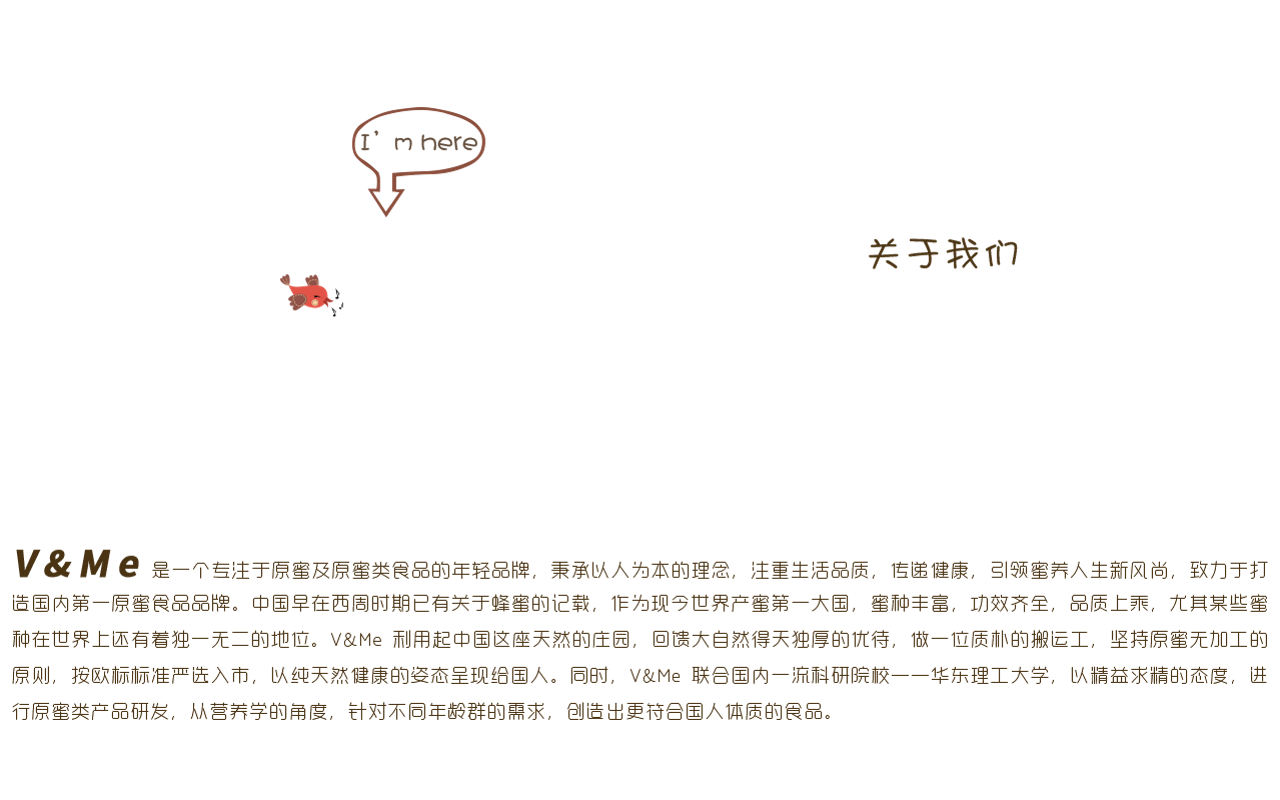 I’m here
关于我们
V&Me 是一个专注于原蜜及原蜜类食品的年轻品牌，秉承以人为本的理念，注重生活品质，传递健康，引领蜜养人生新风尚，致力于打
造国内第一原蜜食品品牌。中国早在西周时期已有关于蜂蜜的记载，作为现今世界产蜜第一大国，蜜种丰富，功效齐全，品质上乘，尤其某些蜜
种在世界上还有着独一无二的地位。V&Me 利用起中国这座天然的庄园，回馈大自然得天独厚的优待，做一位质朴的搬运工，坚持原蜜无加工的
原则，按欧标标准严选入市，以纯天然健康的姿态呈现给国人。同时，V&Me 联合国内一流科研院校——华东理工大学，以精益求精的态度，进
行原蜜类产品研发，从营养学的角度，针对不同年龄群的需求，创造出更符合国人体质的食品。